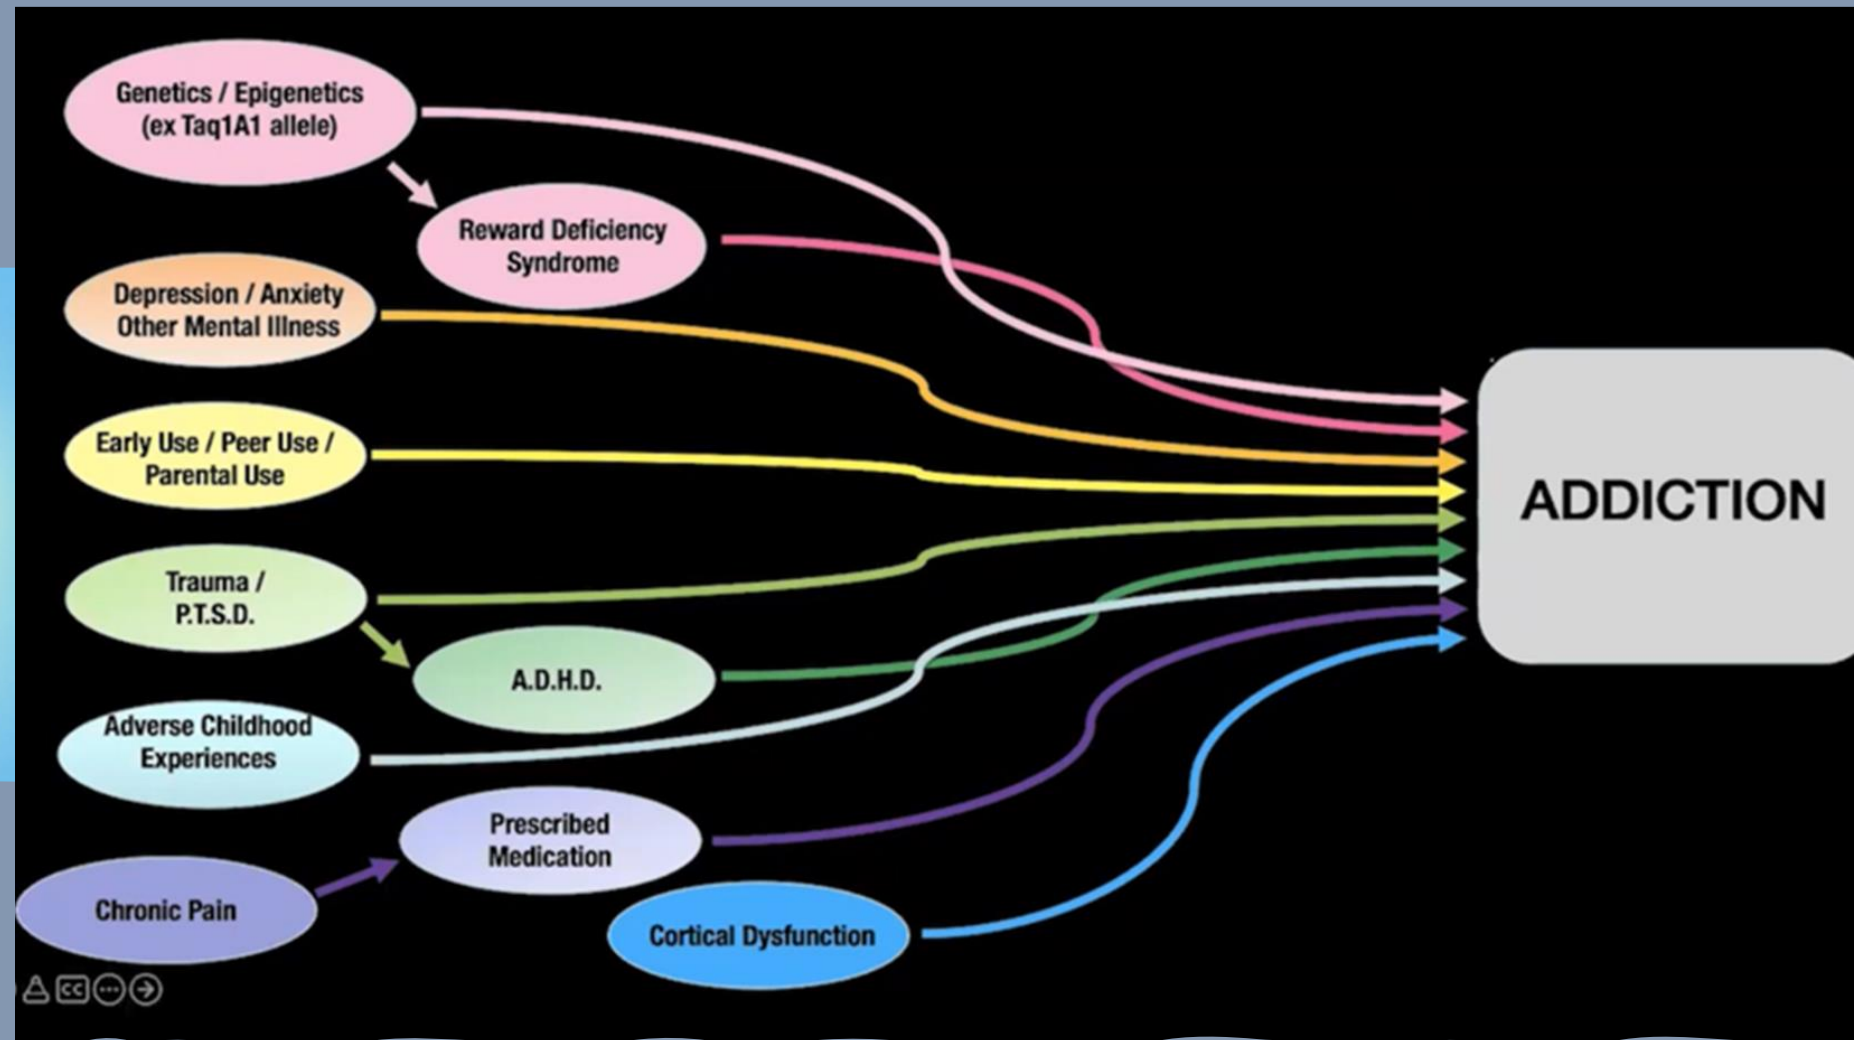 Genetics / Epigenetics
(ex Taq1A1 allele)
Reward Deficiency
Syndrome
Depression / Anxiety
Other Mental Illness
Early Use / Peer Use /
Parental Use
Trauma /
P.T.S.D.
A.D.H.D.
Adverse Childhood
Experiences
Prescribed
Medication
Chronic Pain
Cortical Dysfunction
ADDICTION
CC